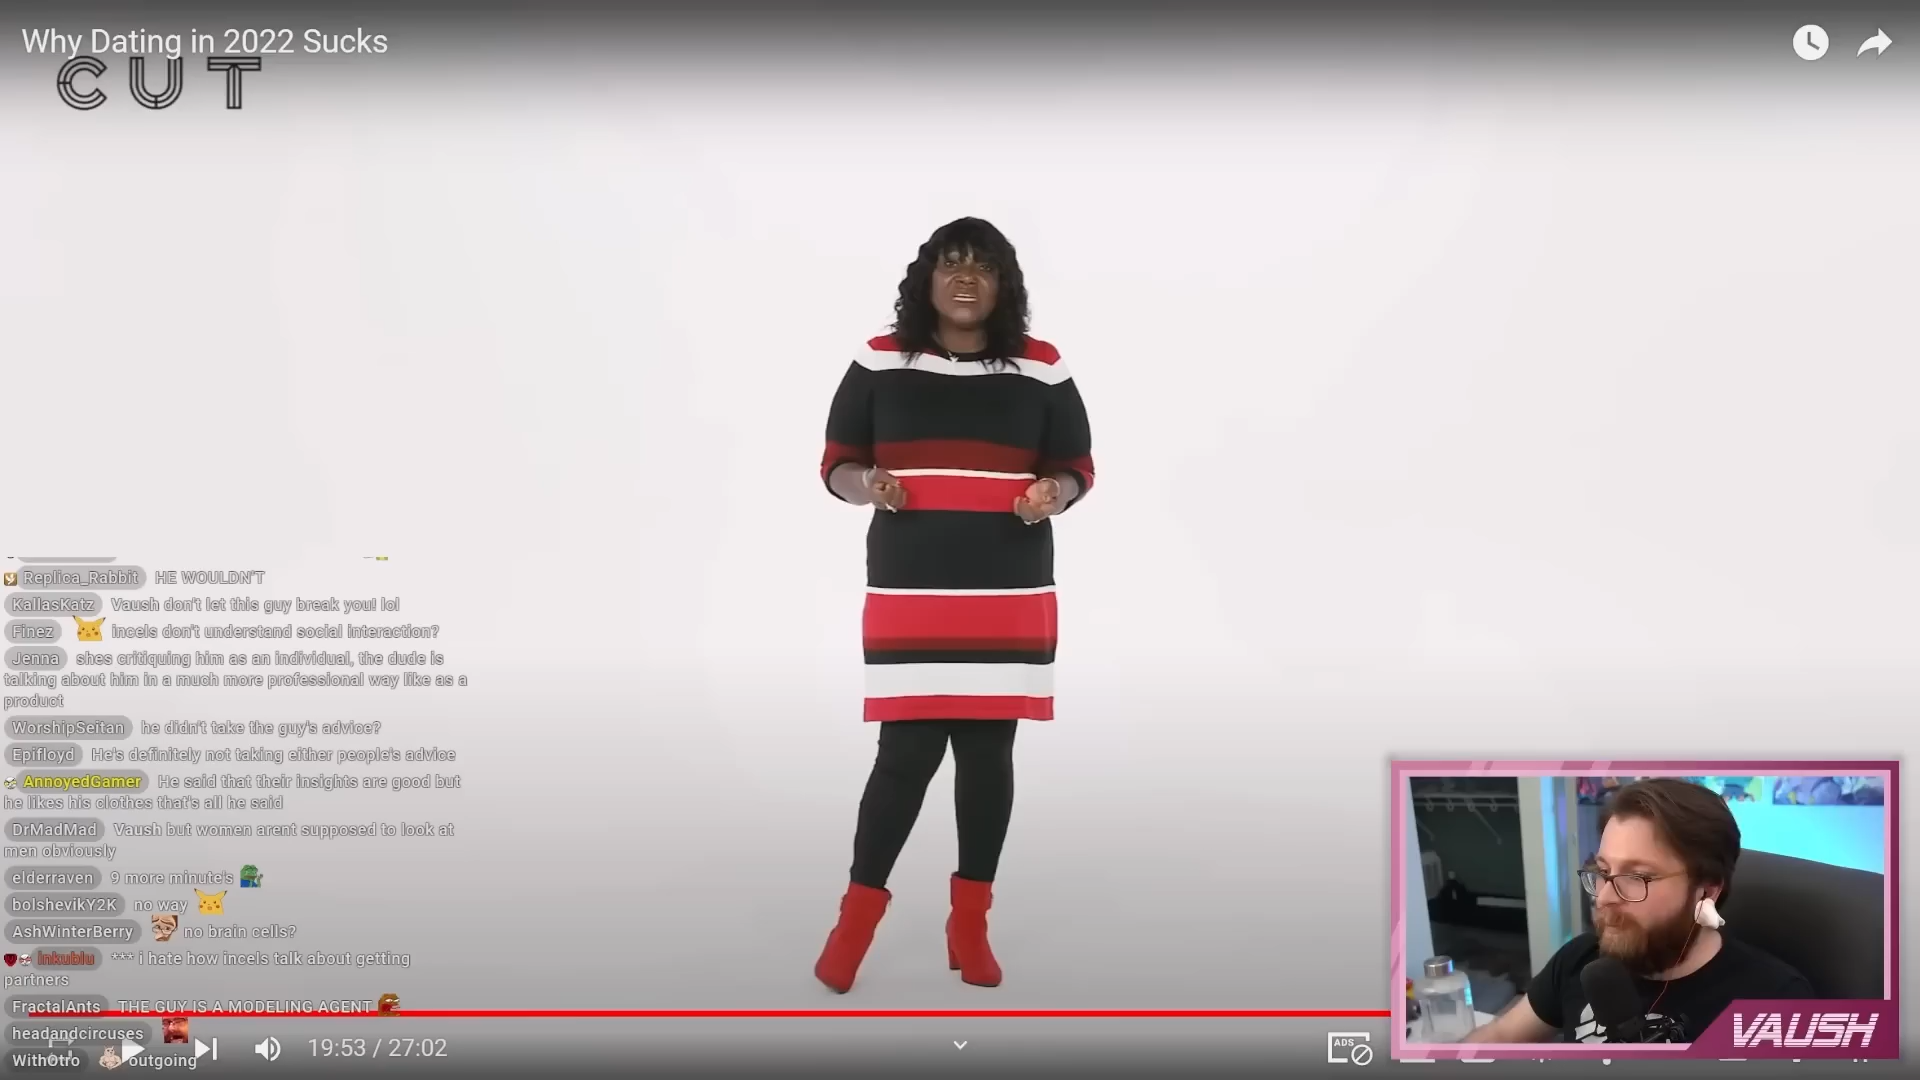 Why Dating in 2022 Sucks
CUT
Replica_Rabbit HE WOULDN'T
KallasKatz Vaush don't let this guy break you! lol
Finez incels don't understand social interaction?
Jenna shes critiquing him as an individual, the dude is
talking about him in a much more professional way like as a
product
WorshipSeitan he didn't take the guy's advice?
Epifloyd He's definitely not taking either people's advice
AnnoyedGamer He said that their insights are good but
he likes his clothes that's all he said
DrMadMad Vaush but women arent supposed to look at
men obviously
elderraven 9 more minute's
bolshevikY2K no way
AshWinterBerry no brain cells?
inkublu *** i hate how incels talk about getting
partners
FractalAnts THE GUY IS A MODELING AGENT
headandcircuses
WithOtro outgoing
19:53 / 27:02
ADS
VAUSH